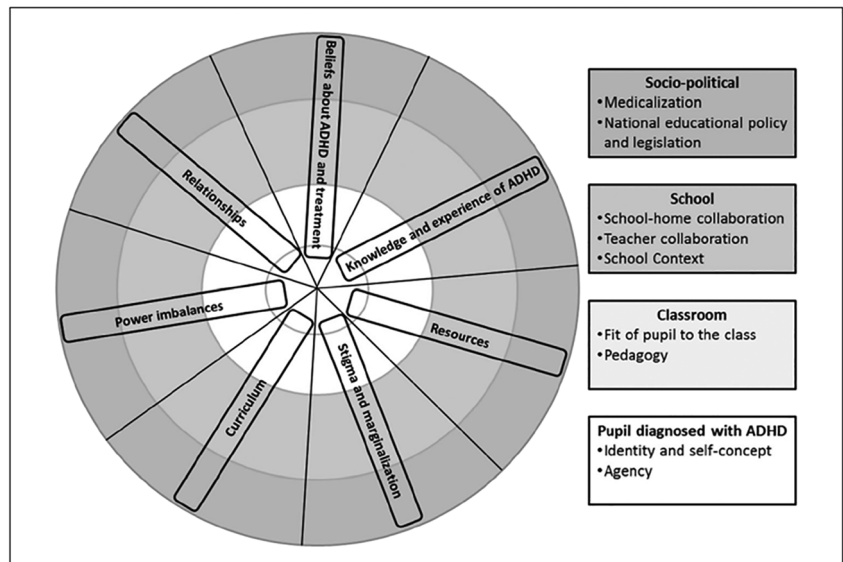 Beliefs about ADHD and treatment
Knowledge and experience of ADHD
Resources
Stigma and marginalization
Curriculum
Power imbalances
Relationships
Socio-political
•Medicalization
•National educational policy
and legislation
School
•School-home collaboration
•Teacher collaboration
•School Context
Classroom
•Fit of pupil to the class
•Pedagogy
Pupil diagnosed with ADHD
•Identity and self-concept
•Agency